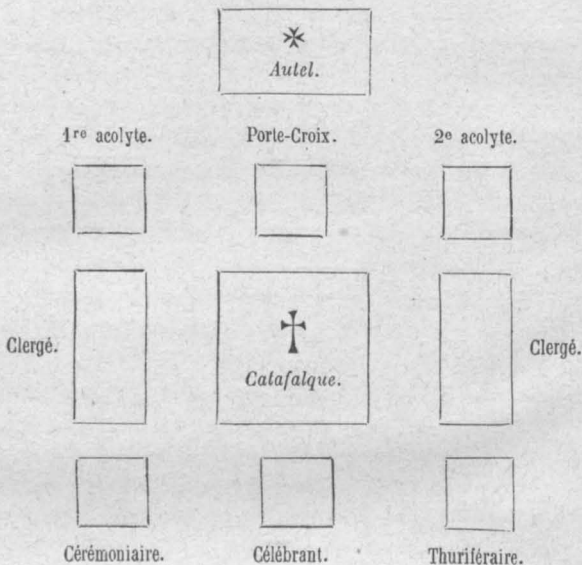 Autel.
1re acolyte. Porte-Croix. 2e acolyte.
Clergé. Clergé.
Catafalque.
Cérémoniaire. Célébrant. Thuriféraire.